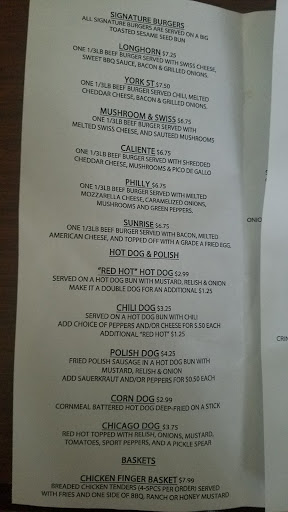 SIGNATURE BURGERS
ALL SIGNATURE BURGERS ARE SERVED ON A BIG
TOASTED SESAME SEED BUN
LONGHORN $7.25
ONE 1/3LB BEEF BURGER SERVED WITH SWISS CHEESE,
SWEET BBQ SAUCE, BACON & GRILLED ONIONS.
YORK ST $7.50
ONE 1/3LB BEEF BURGER SERVED CHILI, MELTED
CHEDDAR CHEESE, BACON & GRILLED ONIONS.
MUSHROOM & SWISS $6.75
ONE 1/3LB BEEF BURGER SERVED WITH
MELTED SWISS CHEESE, AND SAUTEED MUSHROOMS
CALIENTE $6.75
ONE 1/3LB BEEF BURGER SERVED WITH SHREDDED
CHEDDAR CHEESE, MUSHROOMS & PICO DE GALLO
PHILLY $6.75
ONE 1/3LB BEEF BURGER SERVED WITH MELTED
MOZZARELLA CHEESE, CARAMELIZED ONIONS,
MUSHROOMS AND GREEN PEPPERS.
SUNRISE $6.75
ONE 1/3LB BEEF BURGER SERVED WITH BACON, MELTED
AMERICAN CHEESE, AND TOPPED OFF WITH A GRADE A FRIED EGG.
HOT DOG & POLISH
"RED HOT" HOT DOG $2.99
SERVED ON A HOT DOG BUN WITH MUSTARD, RELISH & ONION
MAKE IT A DOUBLE DOG FOR AN ADDITIONAL $1.25
CHILI DOG $3.25
SERVED ON A HOT DOG BUN WITH CHILI
ADD CHOICE OF PEPPERS AND/OR CHEESE FOR $.50 EACH
ADDITIONAL "RED HOT" $1.25
POLISH DOG $4.25
FRIED POLISH SAUSAGE IN A HOT DOG BUN WITH
MUSTARD, RELISH & ONION
ADD SAUERKRAUT AND/OR PEPPERS FOR $0.50 EACH
CORN DOG $2.99
CORNMEAL BATTERED HOT DOG DEEP-FRIED ON A STICK
CHICAGO DOG $3.75
RED HOT TOPPED WITH RELISH, ONIONS, MUSTARD,
TOMATOES, SPORT PEPPERS, AND A PICKLE SPEAR
BASKETS
CHICKEN FINGER BASKET $7.99
BREADED CHICKEN TENDERS (4-5PCS PER ORDER) SERVED
WITH FRIES AND ONE SIDE OF BBQ, RANCH OR HONEY MUSTARD